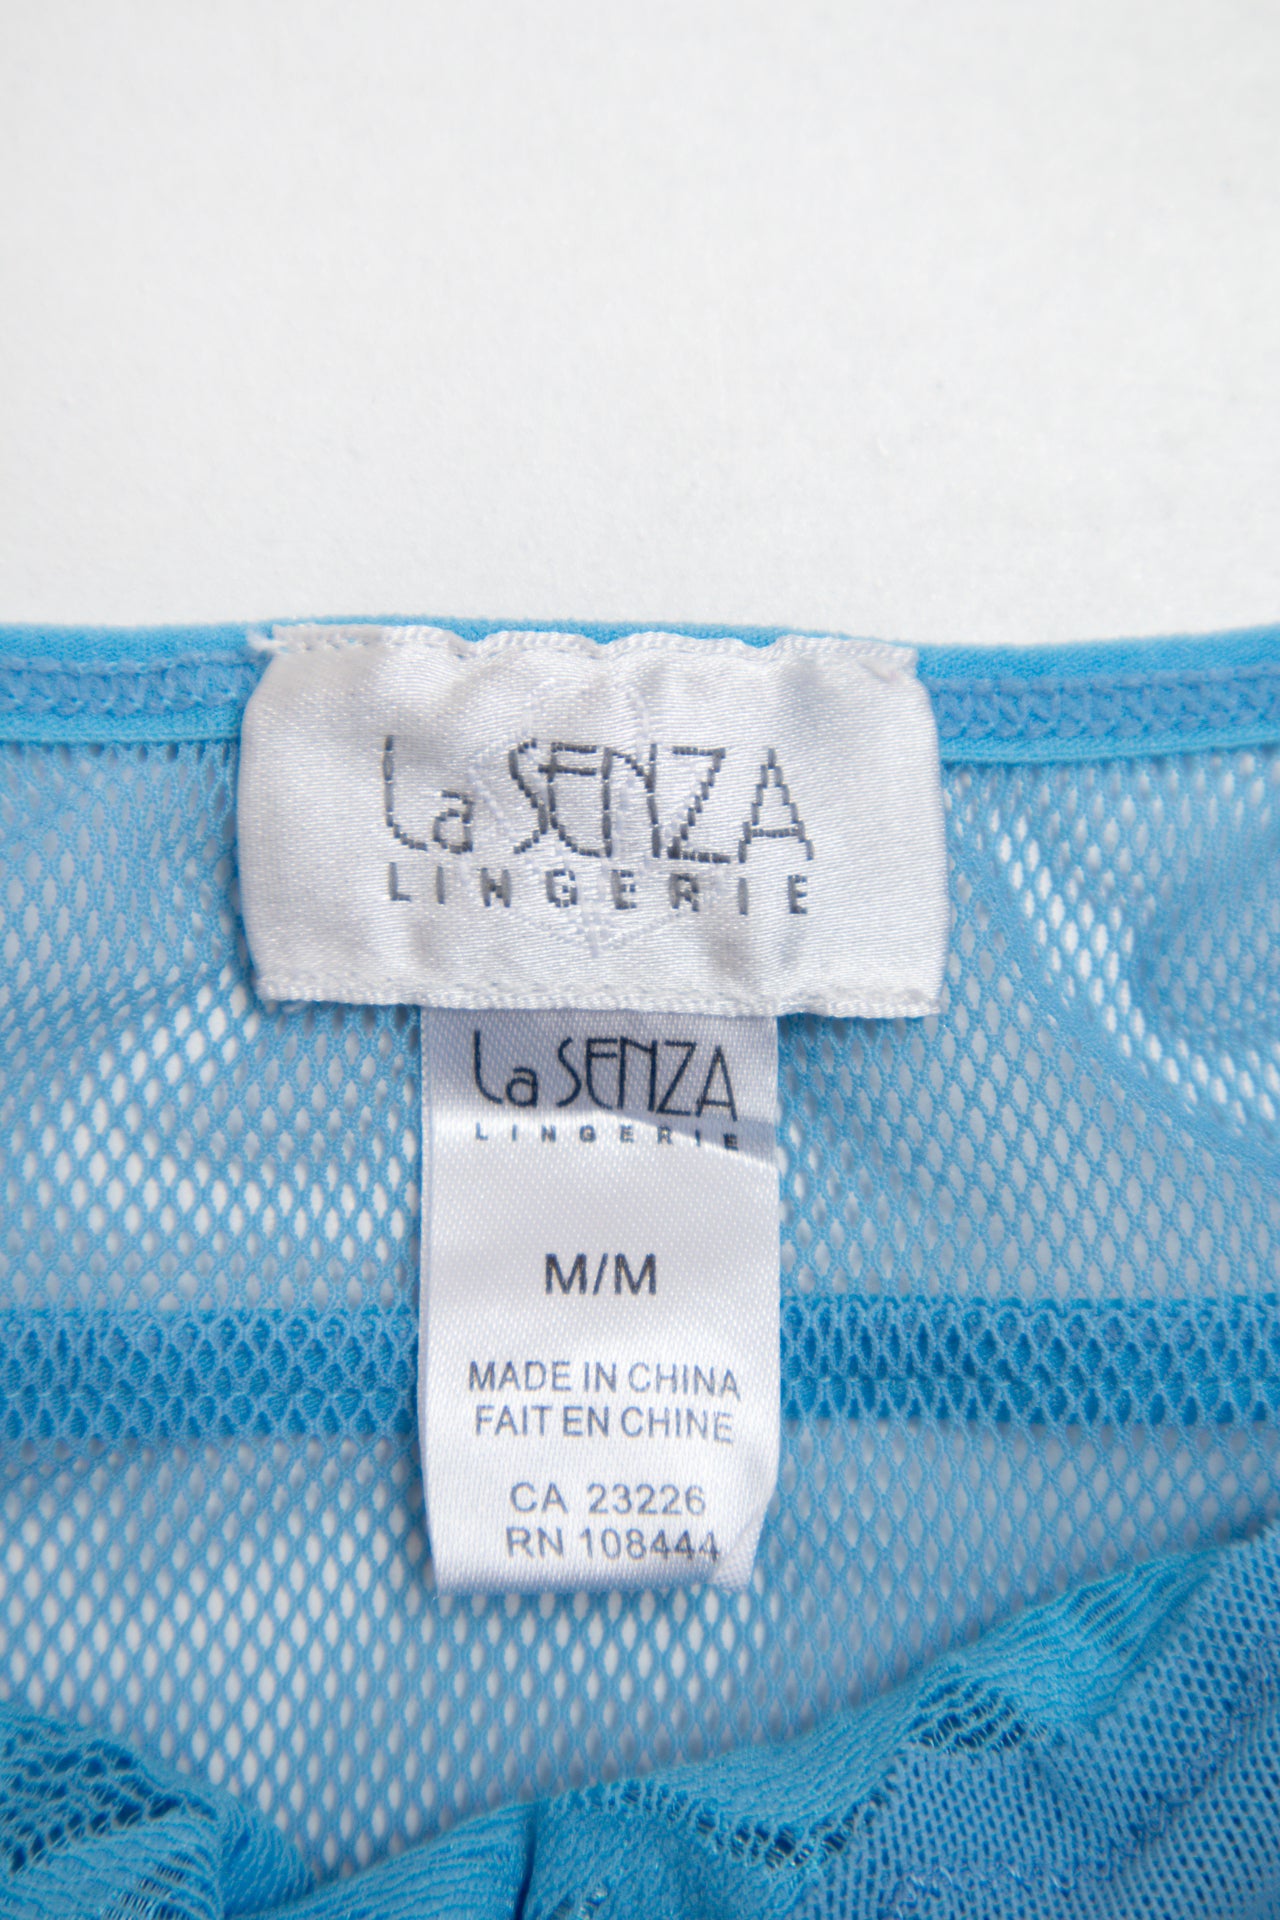 La SENZA
LINGERIE
La SENZA
LINGERIE
M/M
MADE IN CHINA
FAIT EN CHINE
CA 23226
RN 108444